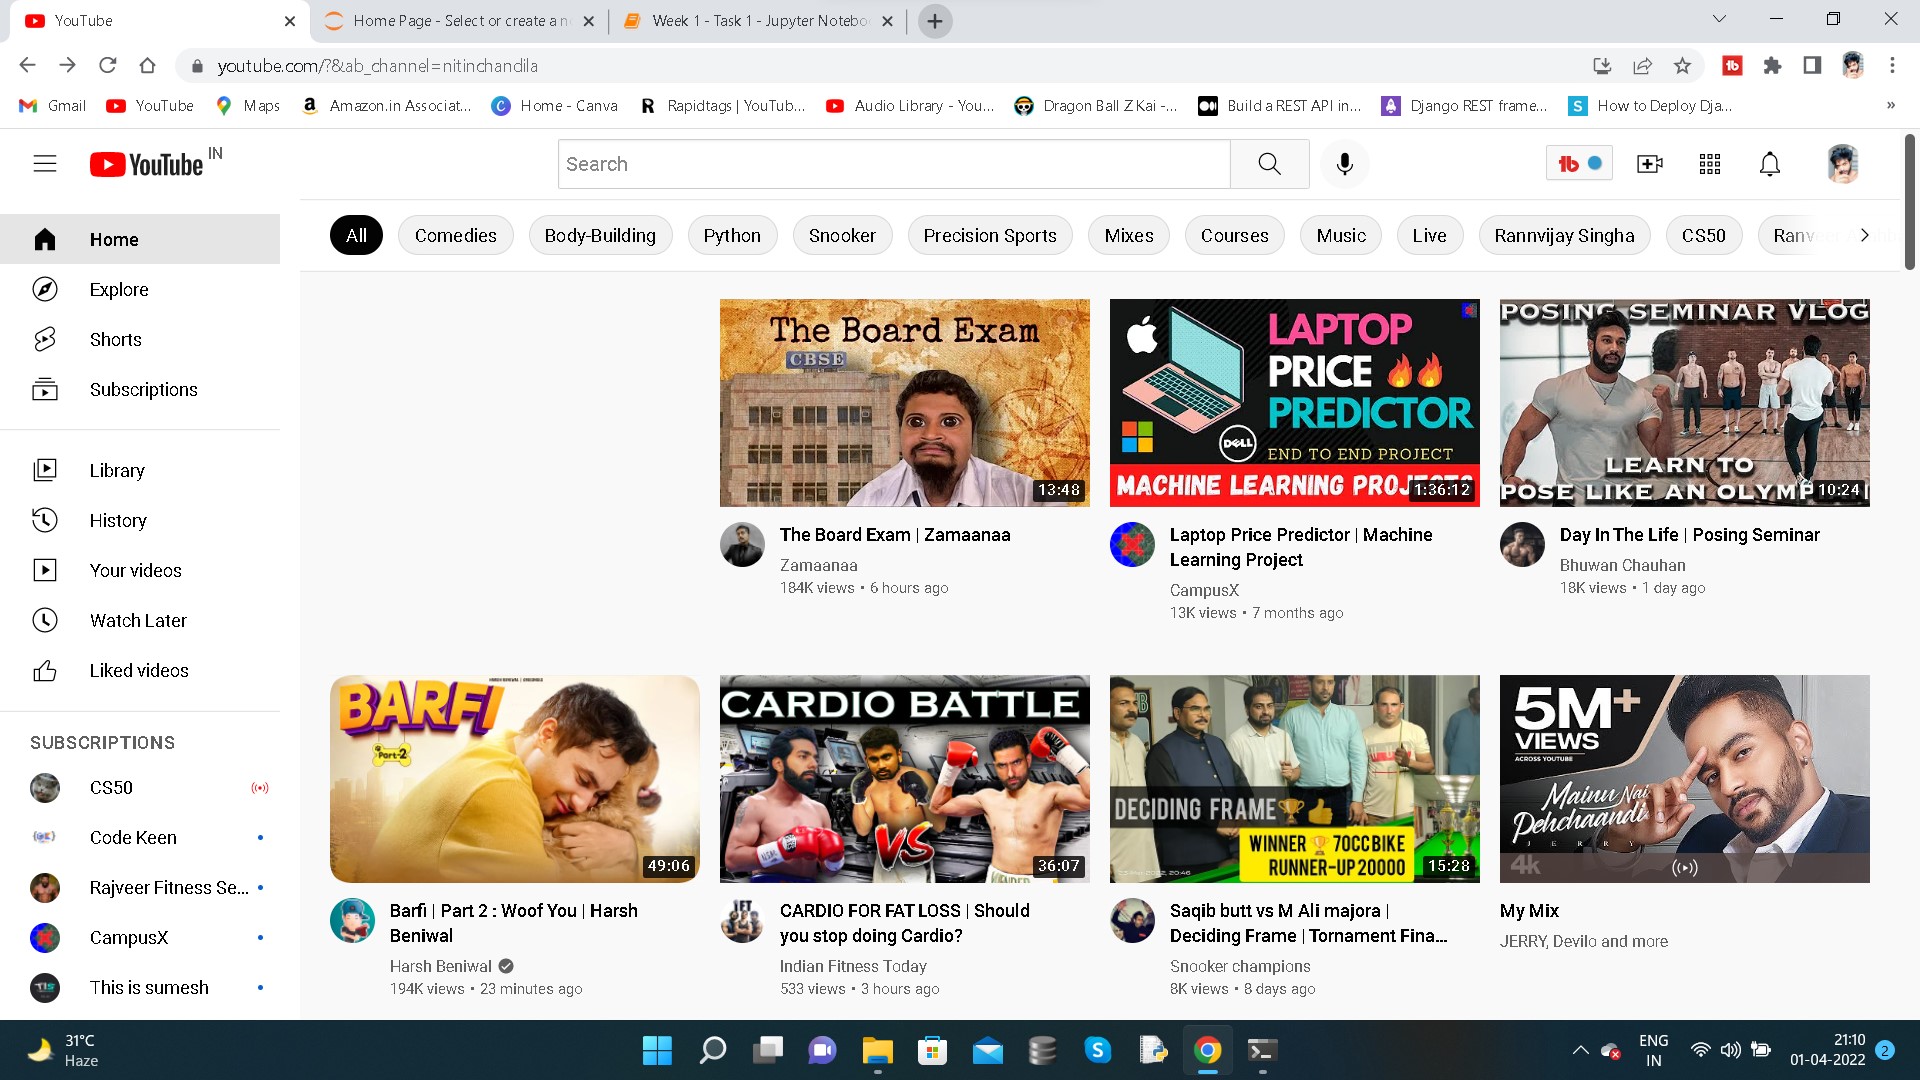 YouTube
Home Page - Select or create a n
Week 1 - Task 1 - Jupyter Notebo
youtube.com/?&ab_channel=nitinchandila
Gmail
YouTube
Maps
Amazon.in Associat...
Home - Canva
Rapidtags | YouTub...
Audio Library - You...
Dragon Ball Z Kai -...
Build a REST API in...
Django REST frame...
How to Deploy Dja...
YouTube IN
Search
Home
Explore
Shorts
Subscriptions
Library
History
Your videos
Watch Later
Liked videos
SUBSCRIPTIONS
CS50
Code Keen
Rajveer Fitness Se...
CampusX
This is sumesh
All
Comedies
Body-Building
Python
Snooker
Precision Sports
Mixes
Courses
Music
Live
Rannvijay Singha
CS50
The Board Exam
CBSE
13:48
The Board Exam | Zamaanaa
Zamaanaa
184K views • 6 hours ago
LAPTOP
PRICE
PREDICTOR
DELL
END TO END PROJECT
MACHINE LEARNING PROJECTS
1:36:12
Laptop Price Predictor | Machine
Learning Project
CampusX
13K views • 7 months ago
POSING SEMINAR VLOG
LEARN TO
POSE LIKE AN
10:24
Day In The Life | Posing Seminar
Bhuwan Chauhan
18K views • 1 day ago
BARFI
Part-2
49:06
Barfi | Part 2 : Woof You | Harsh
Beniwal
Harsh Beniwal
194K views • 23 minutes ago
CARDIO BATTLE
VS
36:07
CARDIO FOR FAT LOSS | Should
you stop doing Cardio?
Indian Fitness Today
533 views • 3 hours ago
DECIDING FRAME
WINNER 70CC BIKE
RUNNER-UP 20000
15:28
Saqib butt vs M Ali majora |
Deciding Frame | Tornament Fina...
Snooker champions
8K views • 8 days ago
5M+
VIEWS
ACROSS YOUTUBE
Mainu Nai
Pehchaandi
JERRY
4k
My Mix
JERRY, Devilo and more
31°C
Haze
ENG
IN
21:10
01-04-2022
2